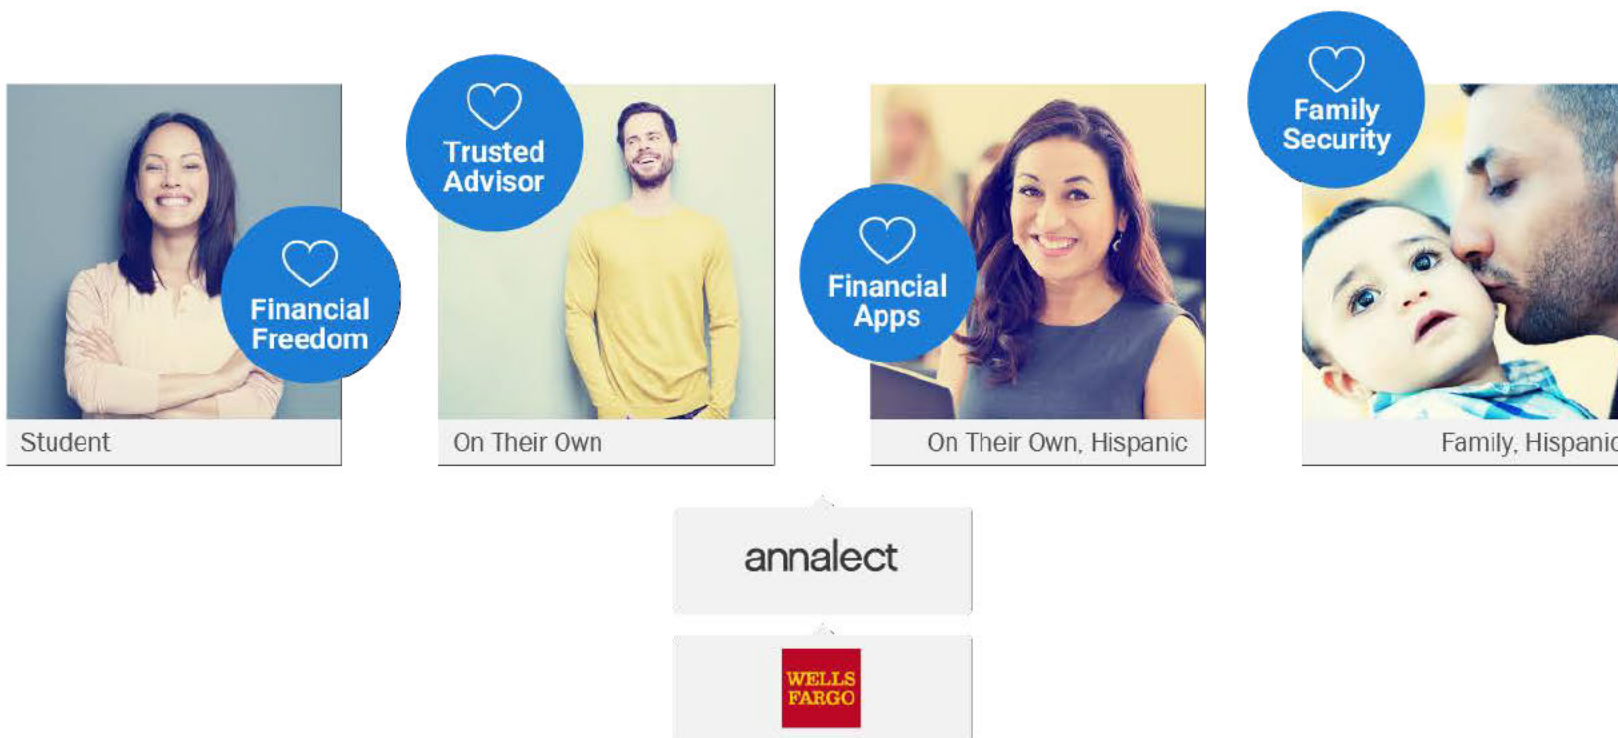 Financial
Freedom
Student
Trusted
Advisor
On Their Own
Financial
Apps
On Their Own, Hispanic
Family
Security
Family, Hispanic
annalect
WELLS
FARGO